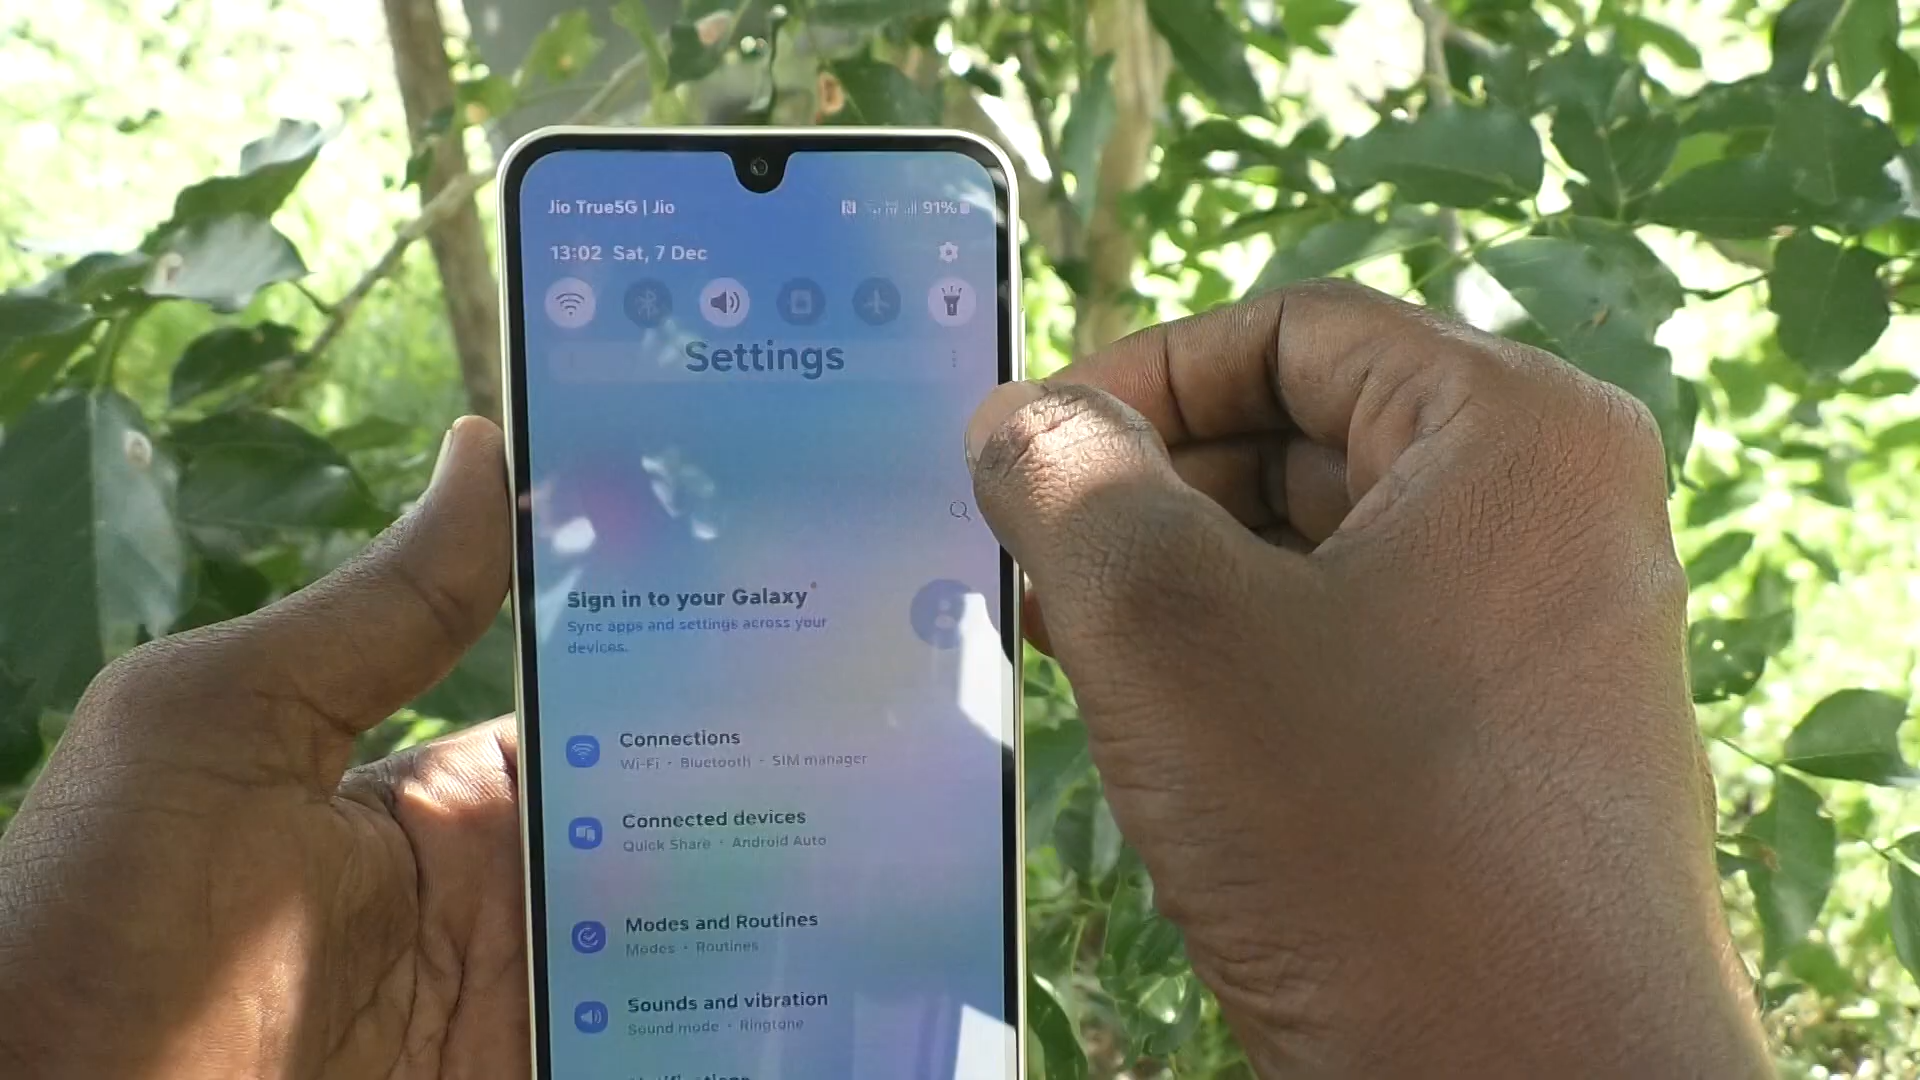 Jio True5G | Jio
91%
13:02 Sat, 7 Dec
Settings
Sign in to your Galaxy
Sync apps and settings across your
devices.
Connections
Wi-Fi • Bluetooth • SIM manager
Connected devices
Quick Share • Android Auto
Modes and Routines
Modes • Routines
Sounds and vibration
Sound mode • Ringtone